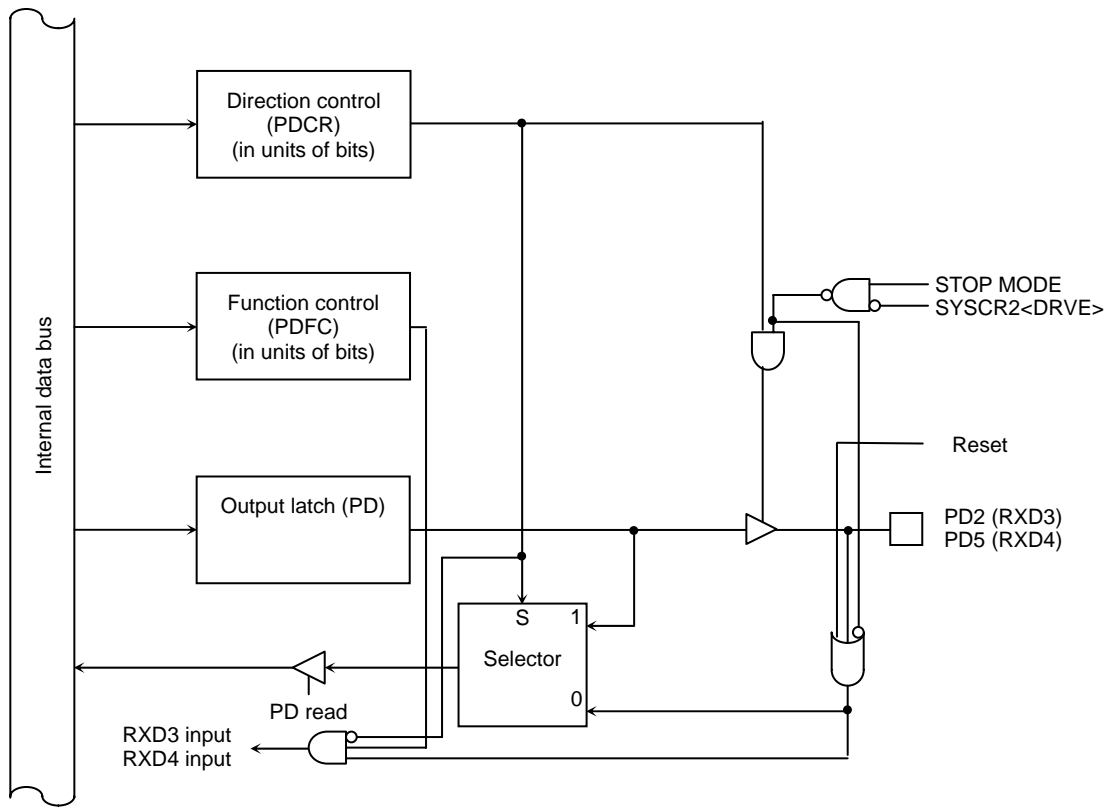 Internal data bus
Direction control
(PDCR)
(in units of bits)
Function control
(PDFC)
(in units of bits)
STOP MODE
SYSCR2<DRVE>
Reset
Output latch (PD)
PD2 (RXD3)
PD5 (RXD4)
S
1
Selector
0
PD read
RXD3 input
RXD4 input